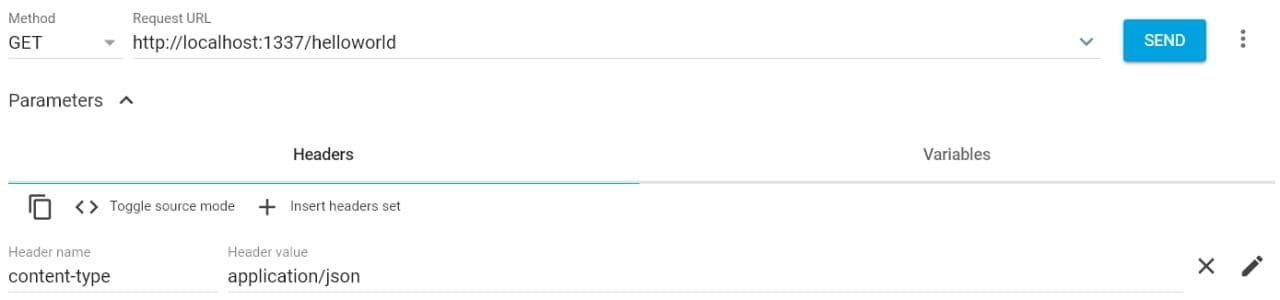 Method Request URL
GET http://localhost:1337/helloworld SEND
Parameters
Headers Variables
Toggle source mode Insert headers set
Header name Header value
content-type application/json